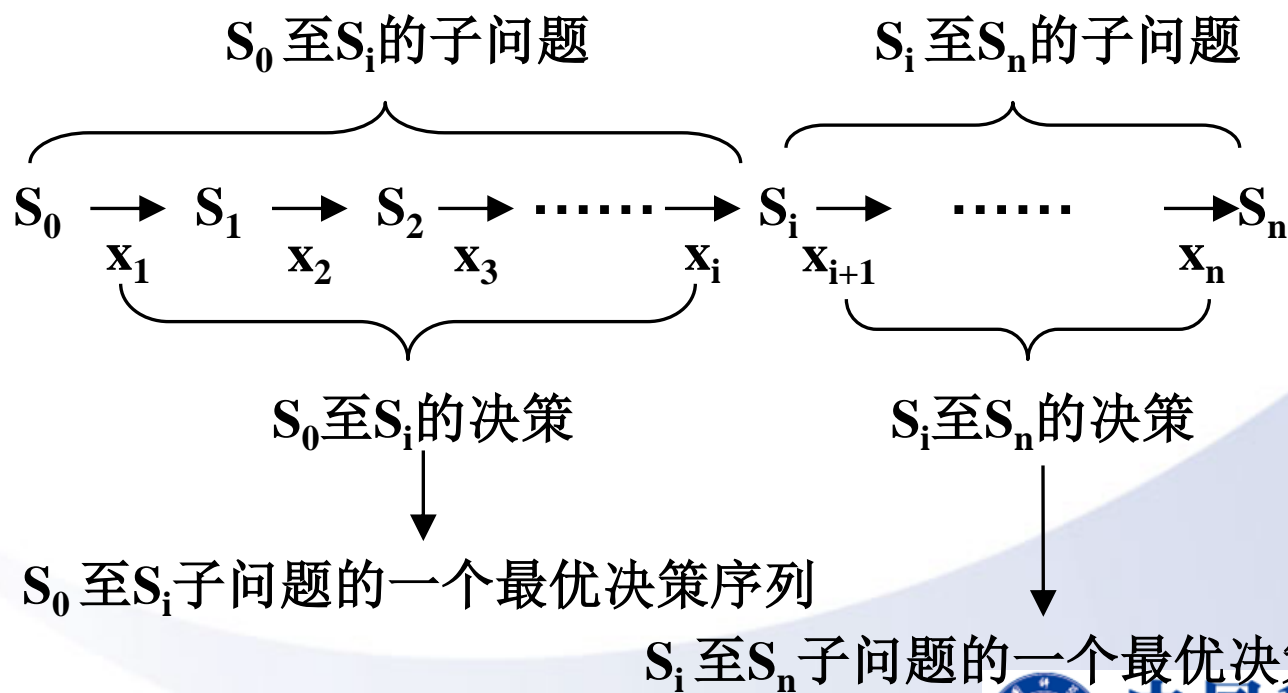 S₀ 至Sᵢ的子问题 Sᵢ 至Sₙ的子问题
S₀ → S₁ → S₂ → …… → Sᵢ → …… → Sₙ
x₁ x₂ x₃ xᵢ xᵢ₊₁ xₙ
S₀至Sᵢ的决策 Sᵢ至Sₙ的决策
S₀ 至Sᵢ子问题的一个最优决策序列
Sᵢ 至Sₙ子问题的一个最优决